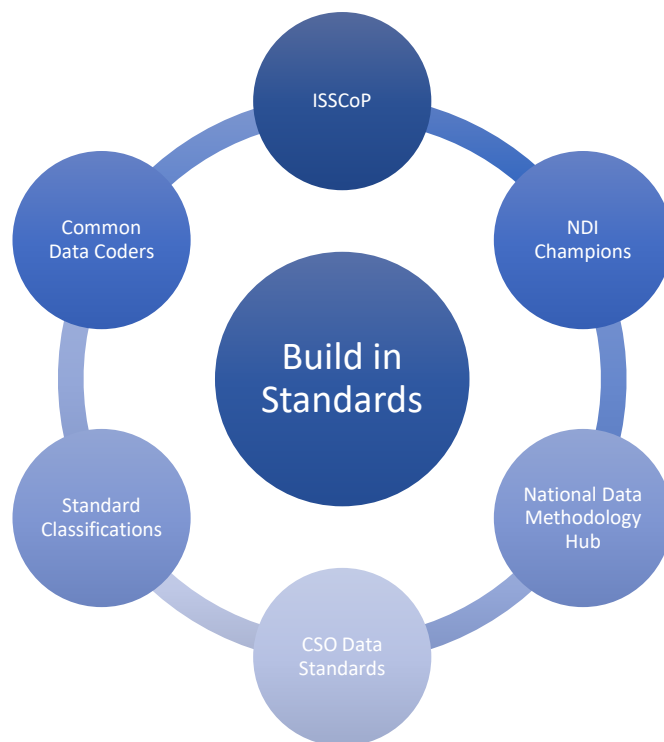 ISSCoP
NDI
Champions
National Data
Methodology
Hub
CSO Data
Standards
Standard
Classifications
Common
Data Coders
Build in
Standards